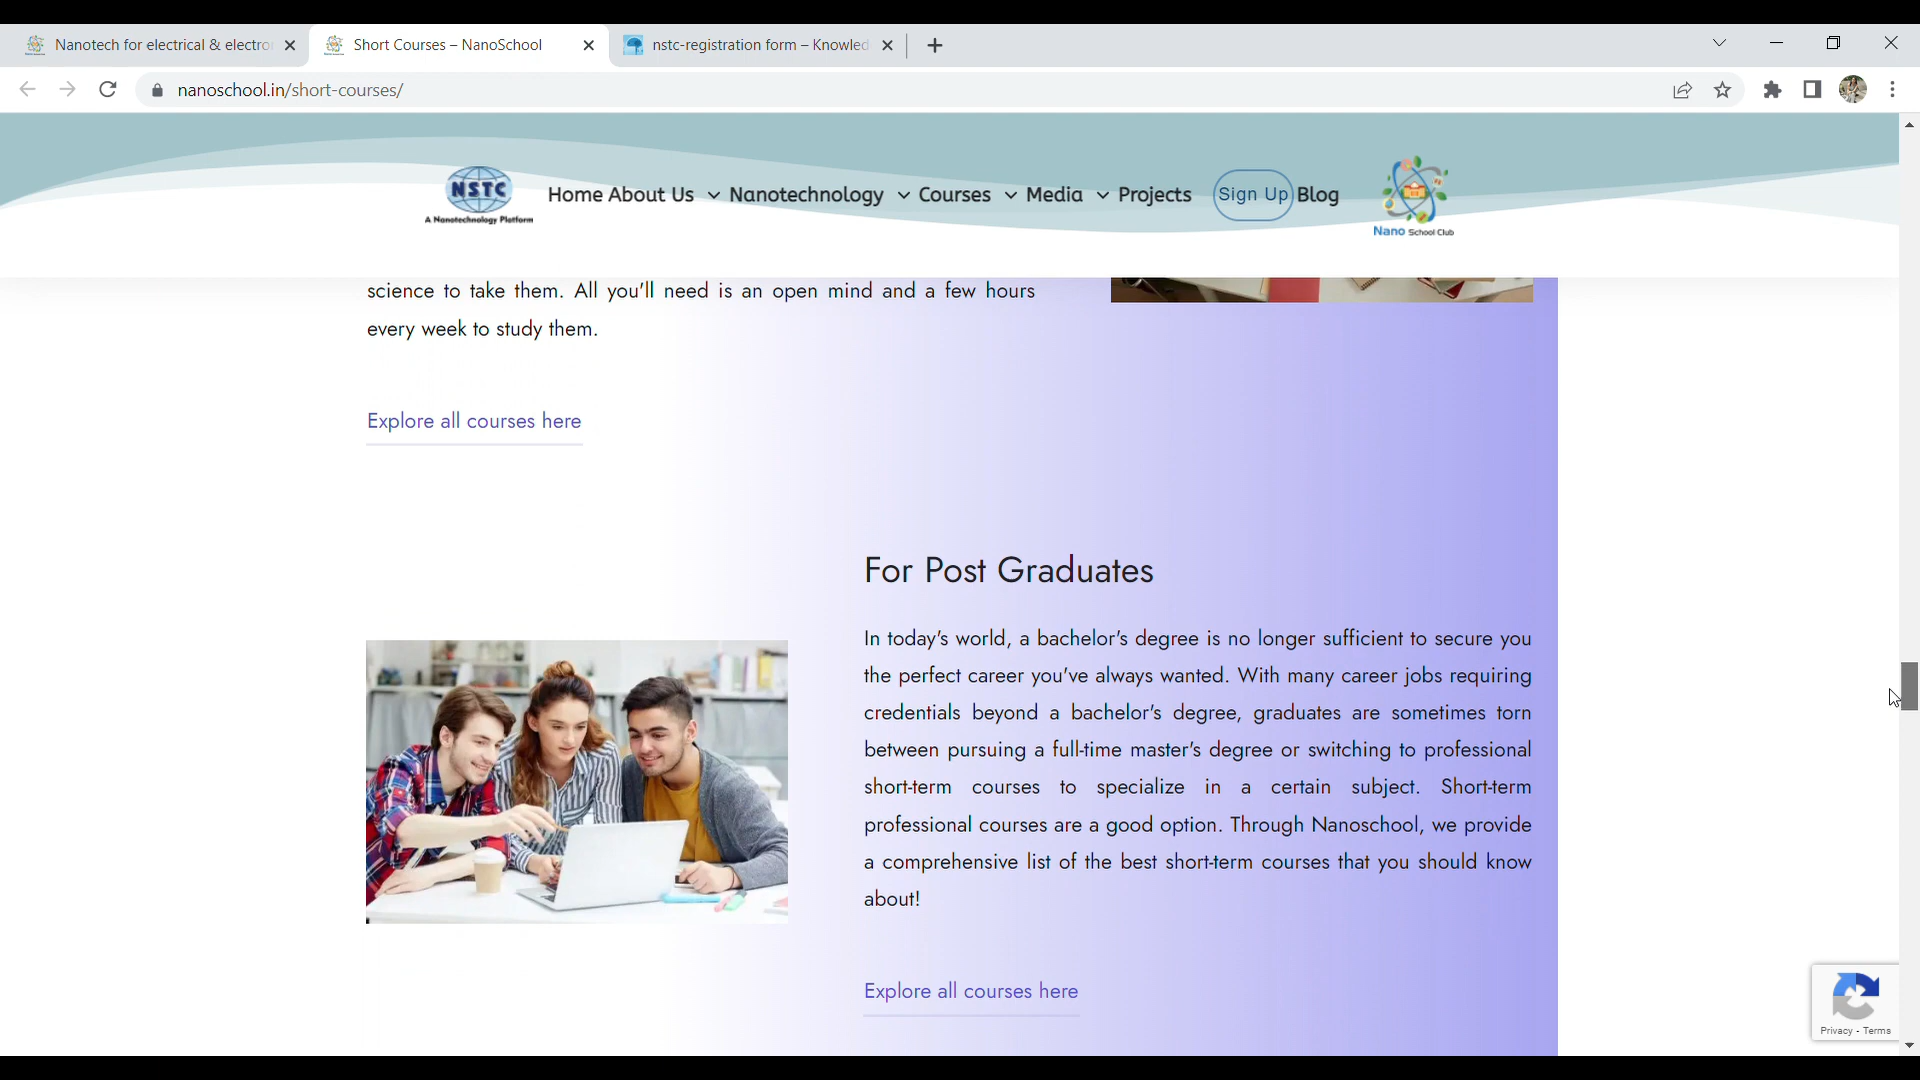 Nanotech for electrical & electro
Short Courses – NanoSchool
nstc-registration form – Knowled
nanoschool.in/short-courses/
NSTC
A Nanotechnology Platform
Home About Us Nanotechnology Courses Media Projects Sign Up Blog
Nano School Club
science to take them. All you'll need is an open mind and a few hours
every week to study them.
Explore all courses here
For Post Graduates
In today's world, a bachelor's degree is no longer sufficient to secure you
the perfect career you've always wanted. With many career jobs requiring
credentials beyond a bachelor's degree, graduates are sometimes torn
between pursuing a full-time master's degree or switching to professional
short-term courses to specialize in a certain subject. Short-term
professional courses are a good option. Through Nanoschool, we provide
a comprehensive list of the best short-term courses that you should know
about!
Explore all courses here
Privacy - Terms